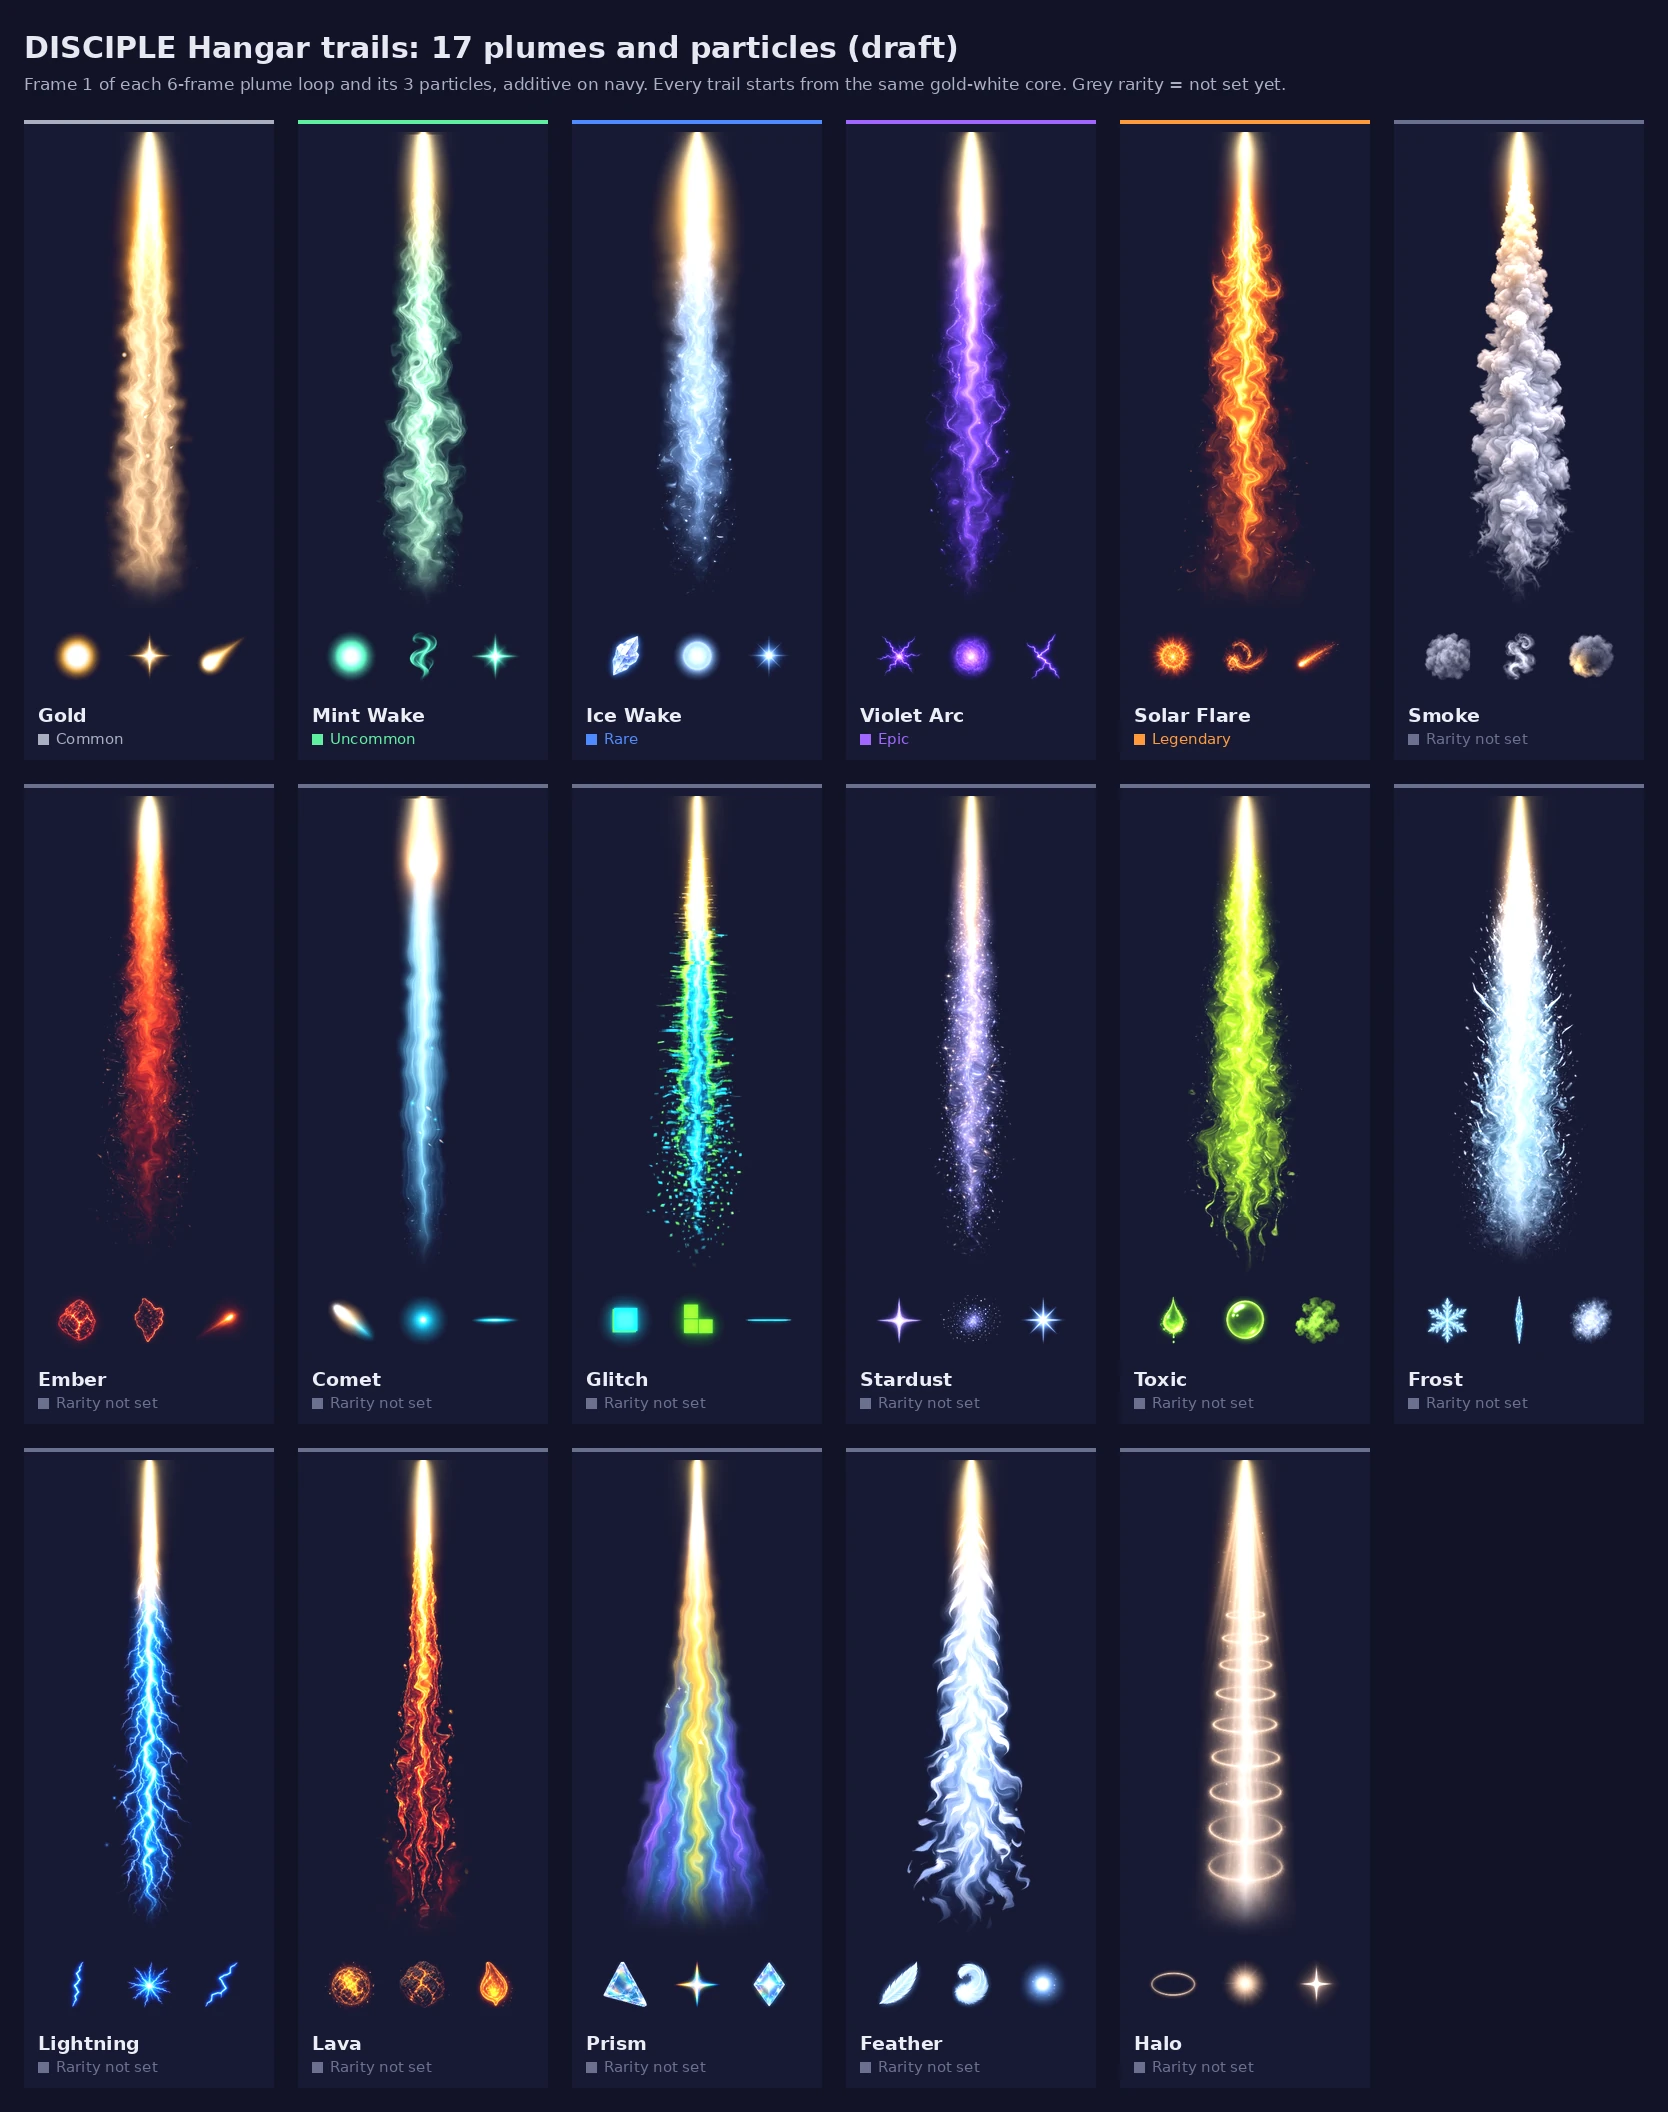 DISCIPLE Hangar trails: 17 plumes and particles (draft)
Frame 1 of each 6-frame plume loop and its 3 particles, additive on navy. Every trail starts from the same gold-white core. Grey rarity = not set yet.
Gold
Common
Mint Wake
Uncommon
Ice Wake
Rare
Violet Arc
Epic
Solar Flare
Legendary
Smoke
Rarity not set
Ember
Rarity not set
Comet
Rarity not set
Glitch
Rarity not set
Stardust
Rarity not set
Toxic
Rarity not set
Frost
Rarity not set
Lightning
Rarity not set
Lava
Rarity not set
Prism
Rarity not set
Feather
Rarity not set
Halo
Rarity not set